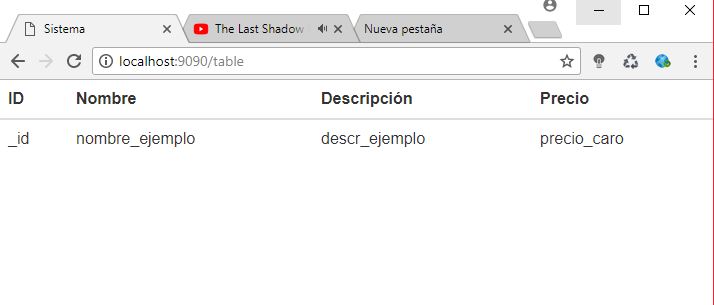 Sistema The Last Shadow Nueva pestaña
localhost:9090/table
ID Nombre Descripción Precio
_id nombre_ejemplo descr_ejemplo precio_caro